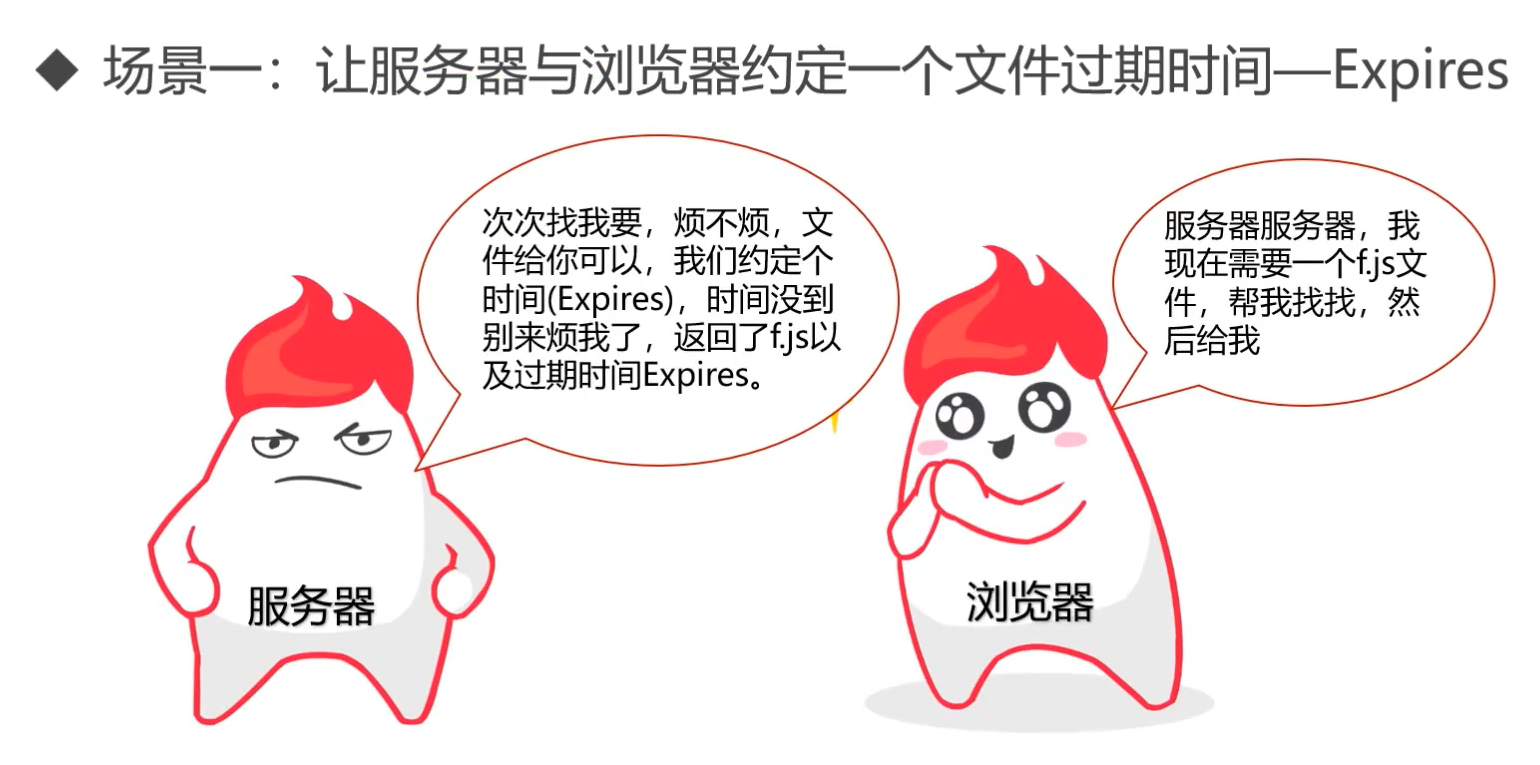 ◆ 场景一：让服务器与浏览器约定一个文件过期时间—Expires
次次找我要，烦不烦，文
件给你可以，我们约定个
时间(Expires)，时间没到
别来烦我了，返回了f.js以
及过期时间Expires。
服务器服务器，我
现在需要一个f.js文
件，帮我找找，然
后给我
服务器
浏览器